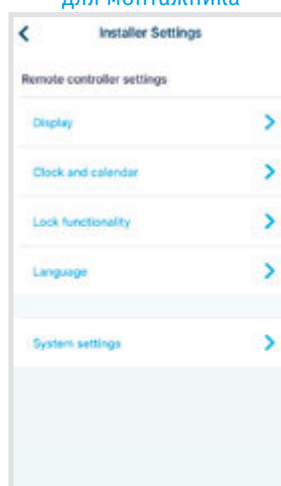 для монтажника
Installer Settings
Remote controller settings
Display
Clock and calendar
Lock functionality
Language
System settings